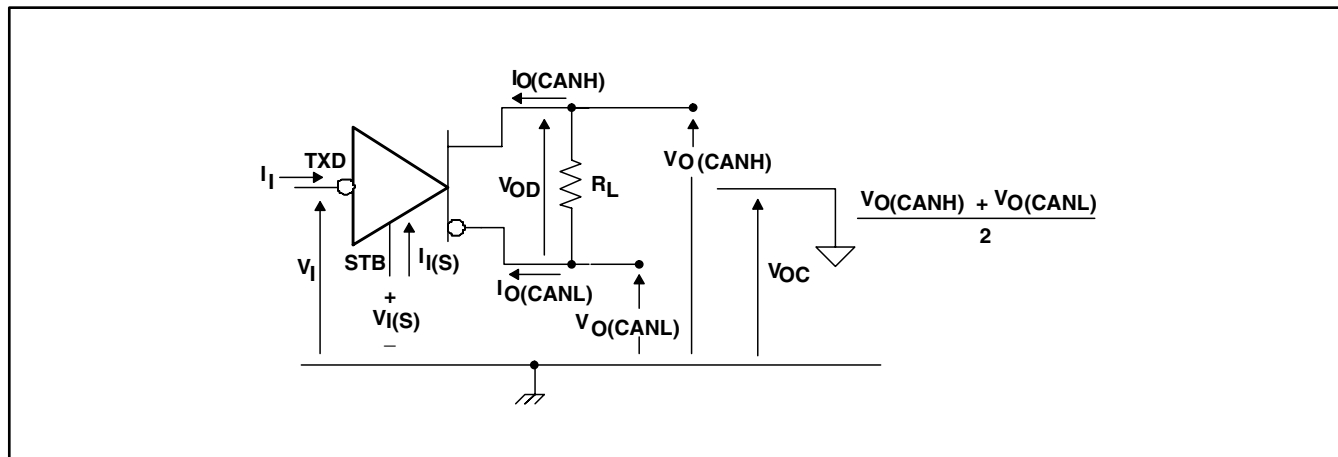 IO(CANH)
TXD
II
VO(CANH)
VOD
RL
VO(CANH) + VO(CANL)
2
VI
STB
II(S)
VOC
IO(CANL)
+
VI(S)
–
VO(CANL)